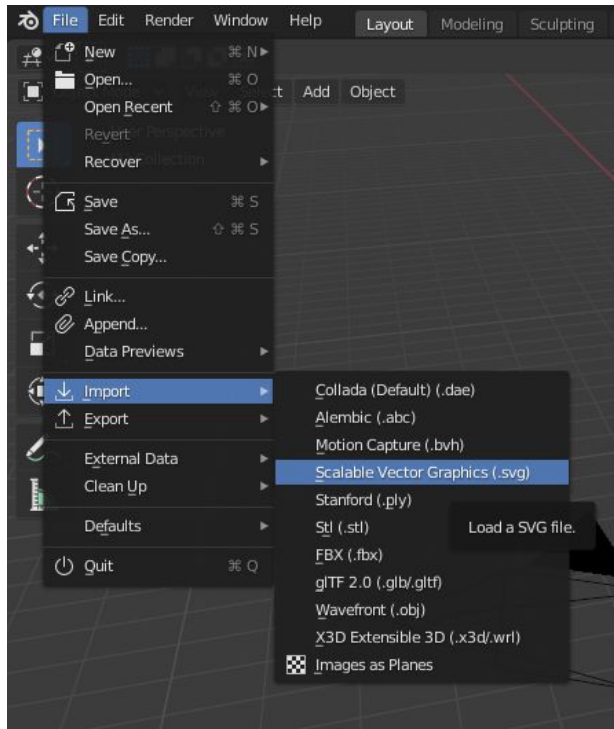 File Edit Render Window Help Layout Modeling Sculpting
New ⌘ N
Open... ⌘ O
ct Add Object
Open Recent ⇧ ⌘ O
Revert
Recover
Save ⌘ S
Save As... ⇧ ⌘ S
Save Copy...
Link...
Append...
Data Previews
Import
Export
External Data
Clean Up
Defaults
Quit ⌘ Q
Collada (Default) (.dae)
Alembic (.abc)
Motion Capture (.bvh)
Scalable Vector Graphics (.svg)
Stanford (.ply)
Stl (.stl)
Load a SVG file.
FBX (.fbx)
glTF 2.0 (.glb/.gltf)
Wavefront (.obj)
X3D Extensible 3D (.x3d/.wrl)
Images as Planes